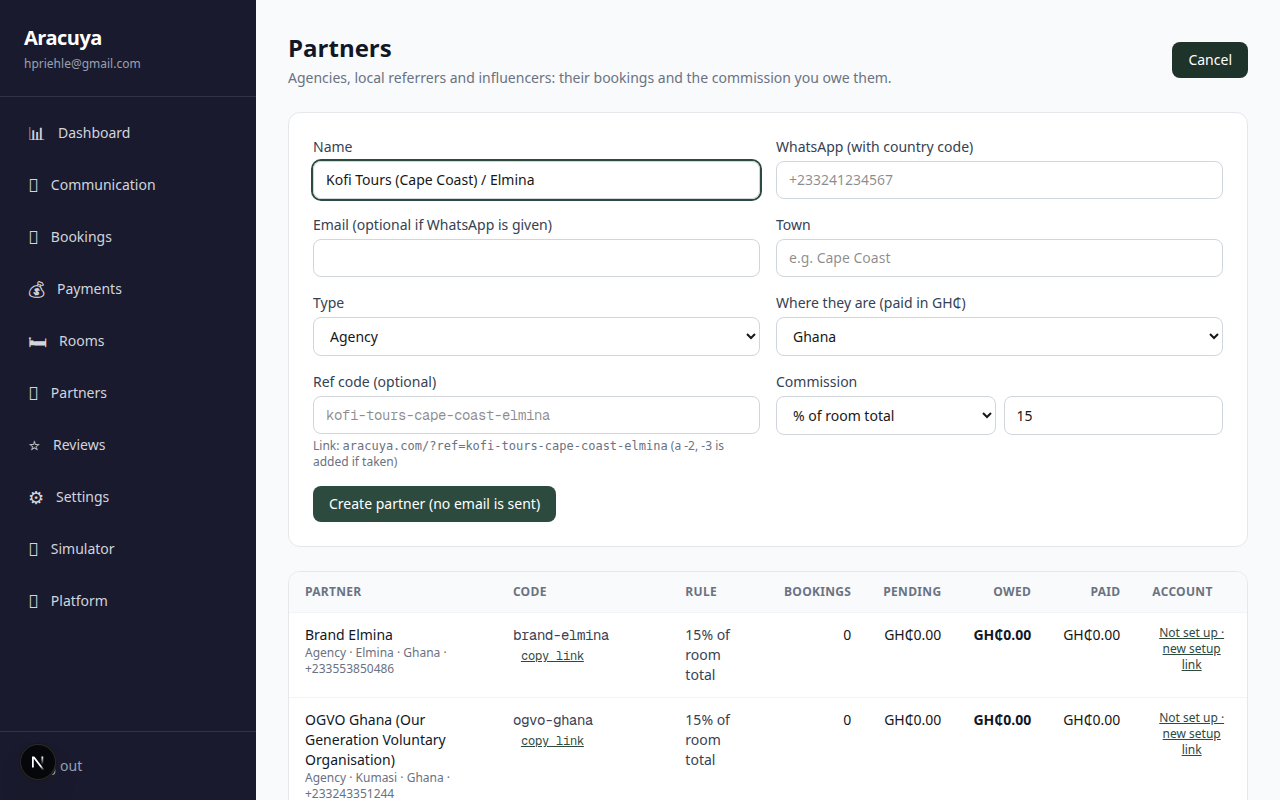 Aracuya
hpriehle@gmail.com
Dashboard
Communication
Bookings
Payments
Rooms
Partners
Reviews
Settings
Simulator
Platform
out
Partners
Agencies, local referrers and influencers: their bookings and the commission you owe them.
Cancel
Name
Kofi Tours (Cape Coast) / Elmina
WhatsApp (with country code)
+233241234567
Email (optional if WhatsApp is given)
Town
e.g. Cape Coast
Type
Agency
Where they are (paid in GH₵)
Ghana
Ref code (optional)
kofi-tours-cape-coast-elmina
Link: aracuya.com/?ref=kofi-tours-cape-coast-elmina (a -2, -3 is
added if taken)
Commission
% of room total
15
Create partner (no email is sent)
PARTNER CODE RULE BOOKINGS PENDING OWED PAID ACCOUNT
Brand Elmina
Agency · Elmina · Ghana ·
+233553850486
brand-elmina
copy link
15% of
room
total
0
GH₵0.00
GH₵0.00
GH₵0.00
Not set up ·
new setup
link
OGVO Ghana (Our
Generation Voluntary
Organisation)
Agency · Kumasi · Ghana ·
+233243351244
ogvo-ghana
copy link
15% of
room
total
0
GH₵0.00
GH₵0.00
GH₵0.00
Not set up ·
new setup
link